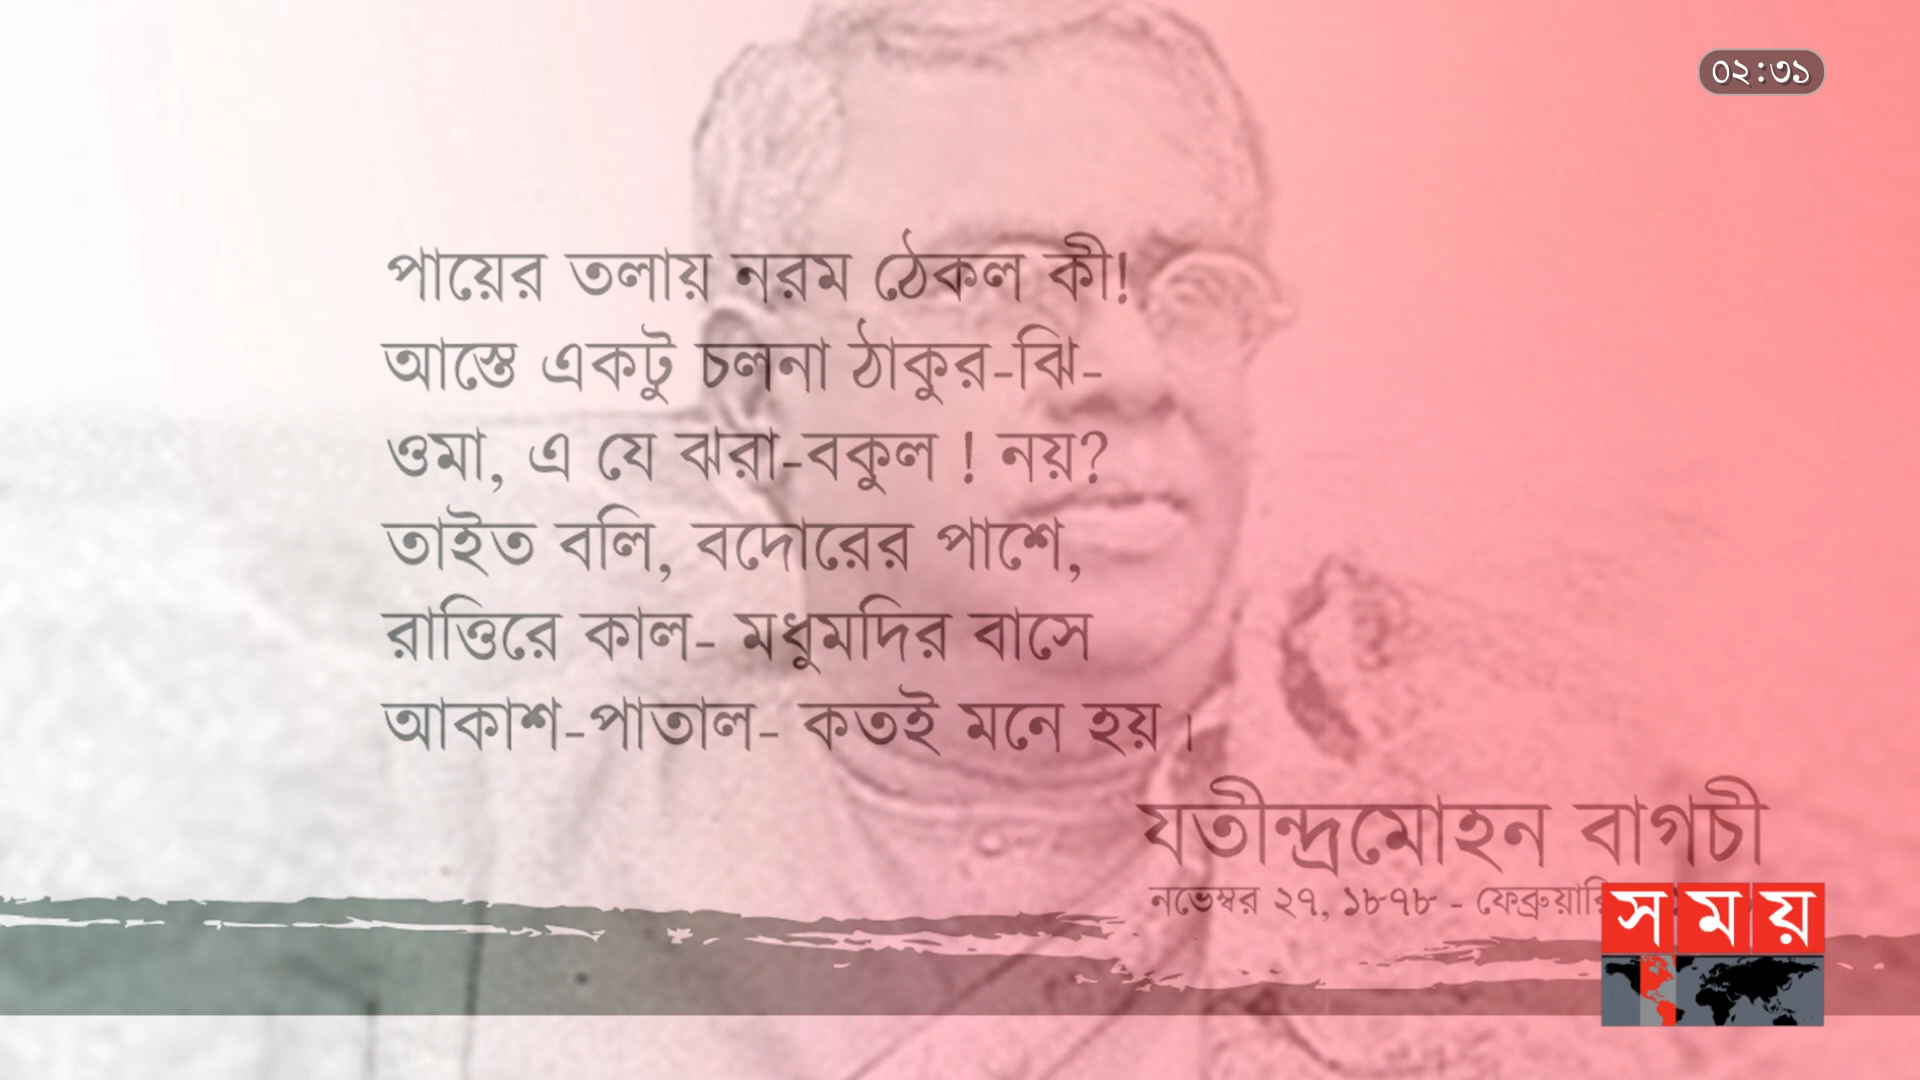 ০২:৩১
পায়ের তলায় নরম ঠেকল কী!
আস্তে একটু চলনা ঠাকুর-ঝি-
ওমা, এ যে ঝরা-বকুল ! নয়?
তাইত বলি, বদোরের পাশে,
রাত্তিরে কাল- মধুমদির বাসে
আকাশ-পাতাল- কতই মনে হয় ।
যতীন্দ্রমোহন বাগচী
নভেম্বর ২৭, ১৮৭৮ - ফেব্রুয়ারি
সময়